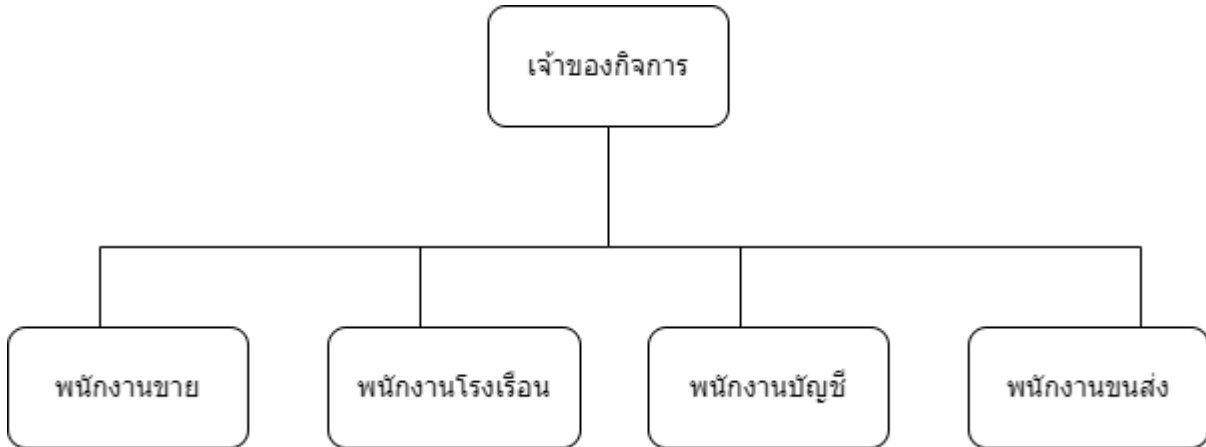 เจ้าของกิจการ
พนักงานขาย
พนักงานโรงเรือน
พนักงานบัญชี
พนักงานขนส่ง